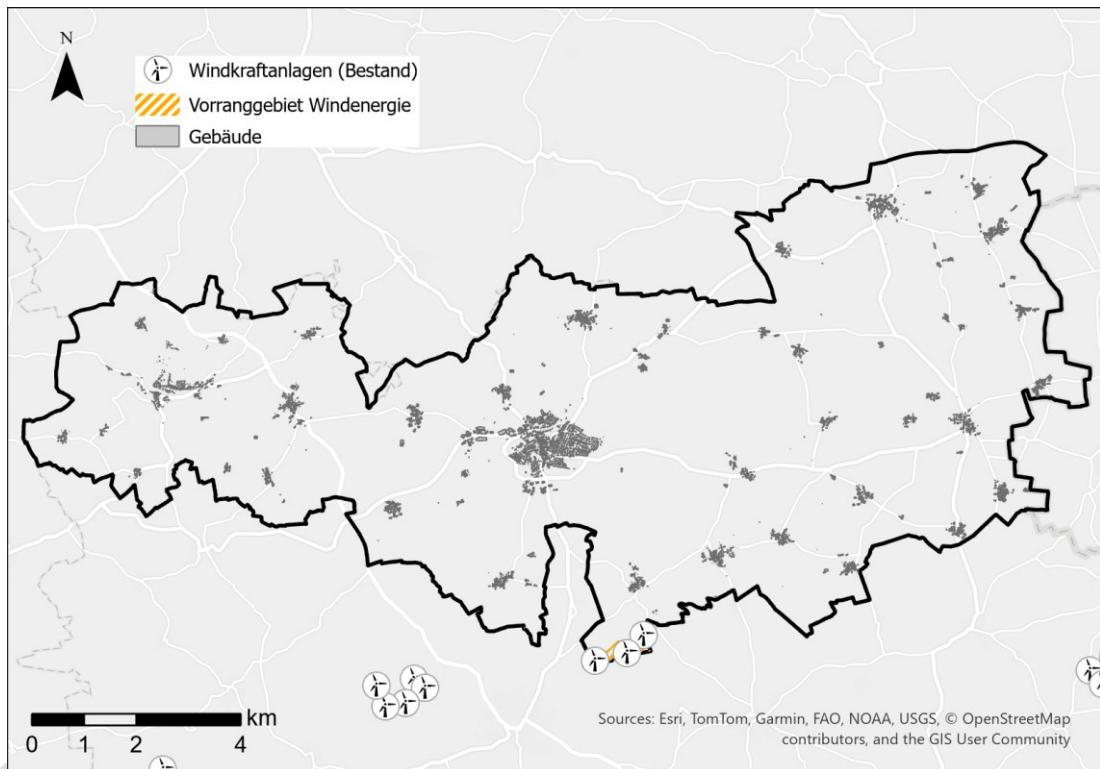 N
Windkraftanlagen (Bestand)
Vorranggebiet Windenergie
Gebäude
km
0 1 2 4
Sources: Esri, TomTom, Garmin, FAO, NOAA, USGS, © OpenStreetMap
contributors, and the GIS User Community